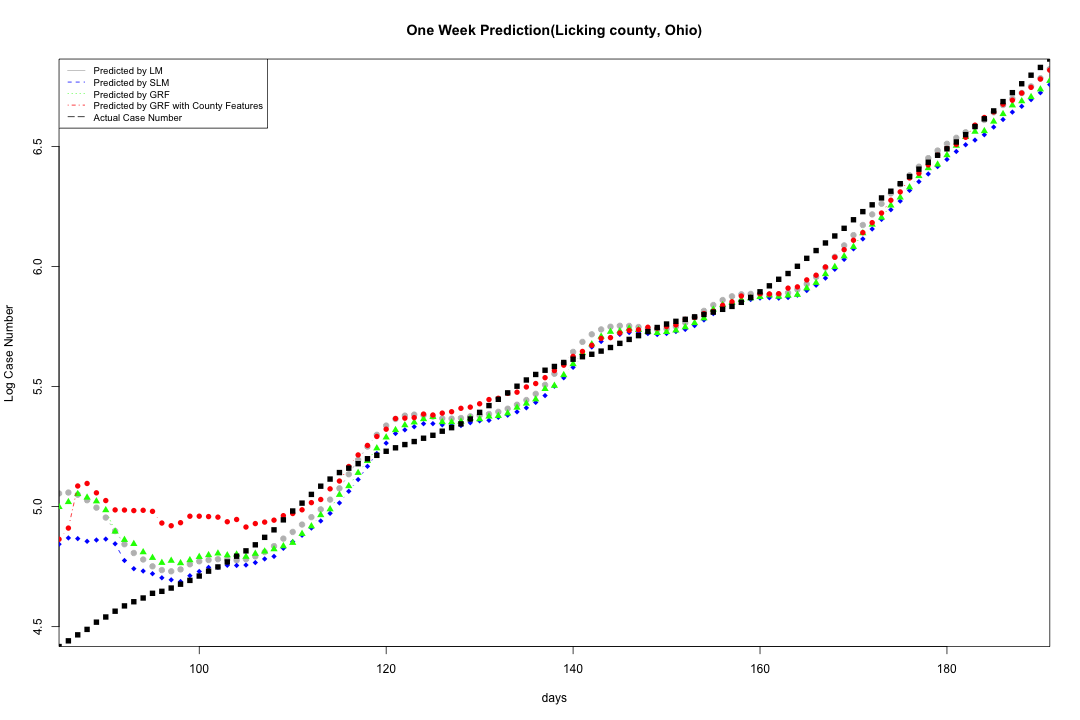 One Week Prediction(Licking county, Ohio)
Predicted by LM
Predicted by SLM
Predicted by GRF
Predicted by GRF with County Features
Actual Case Number
Log Case Number
6.5
6.0
5.5
5.0
4.5
100 120 140 160 180
days